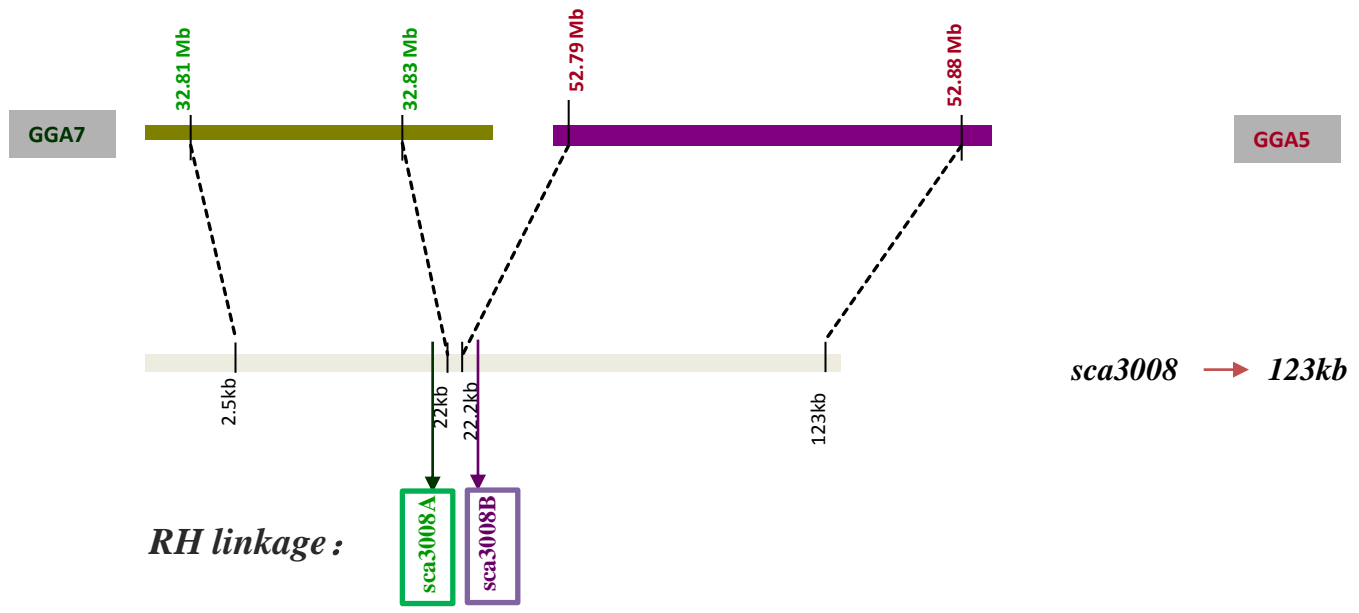 32.81 Mb
32.83 Mb
52.79 Mb
52.88 Mb
GGA7
GGA5
sca3008
123kb
2.5kb
22kb
22.2kb
123kb
RH linkage：
sca3008A
sca3008B